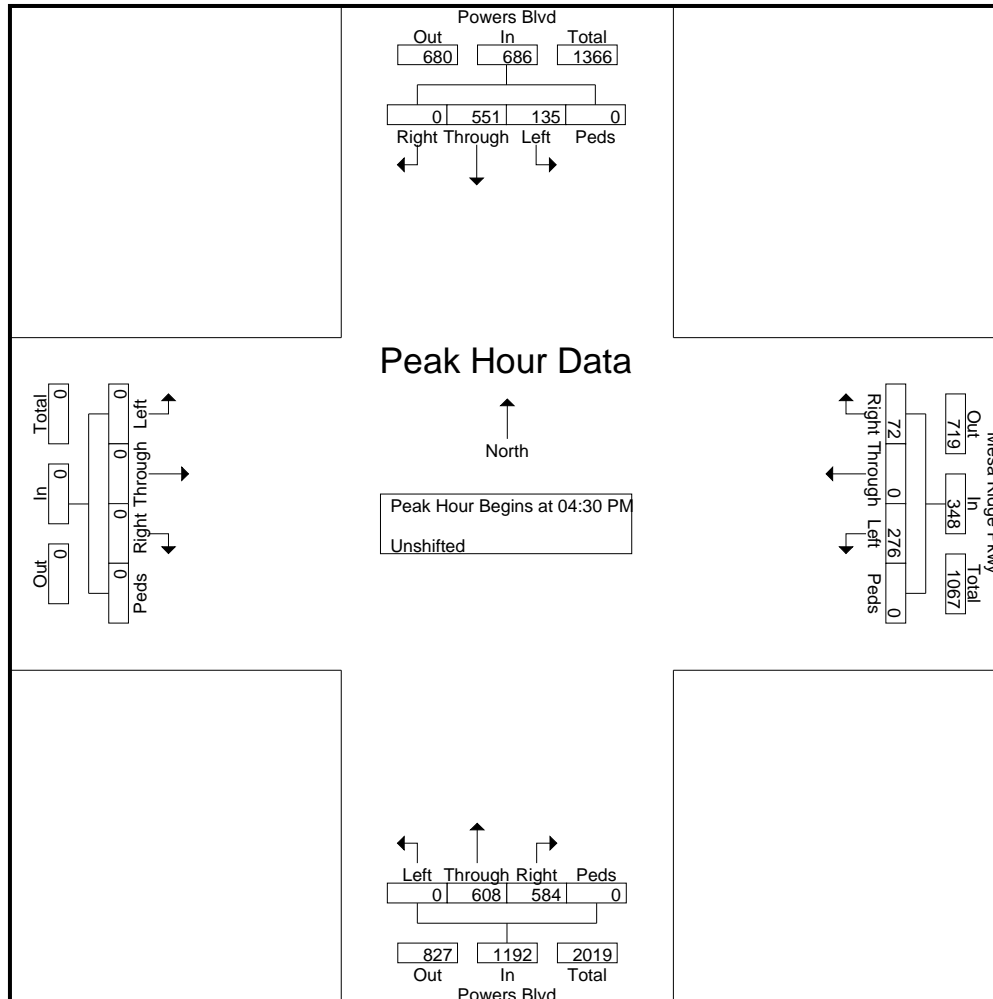 Powers Blvd
Out In Total
680 686 1366
0 551 135 0
Right Through Left Peds
Peak Hour Data
North
Peak Hour Begins at 04:30 PM
Unshifted
Left Through Right Peds
0 0 0 0
Total In Out
0 0 0
Right Through Left Peds
72 0 276 0
Out In Total
719 348 1067
Mesa Ridge Pkwy
Left Through Right Peds
0 608 584 0
827 1192 2019
Out In Total
Powers Blvd